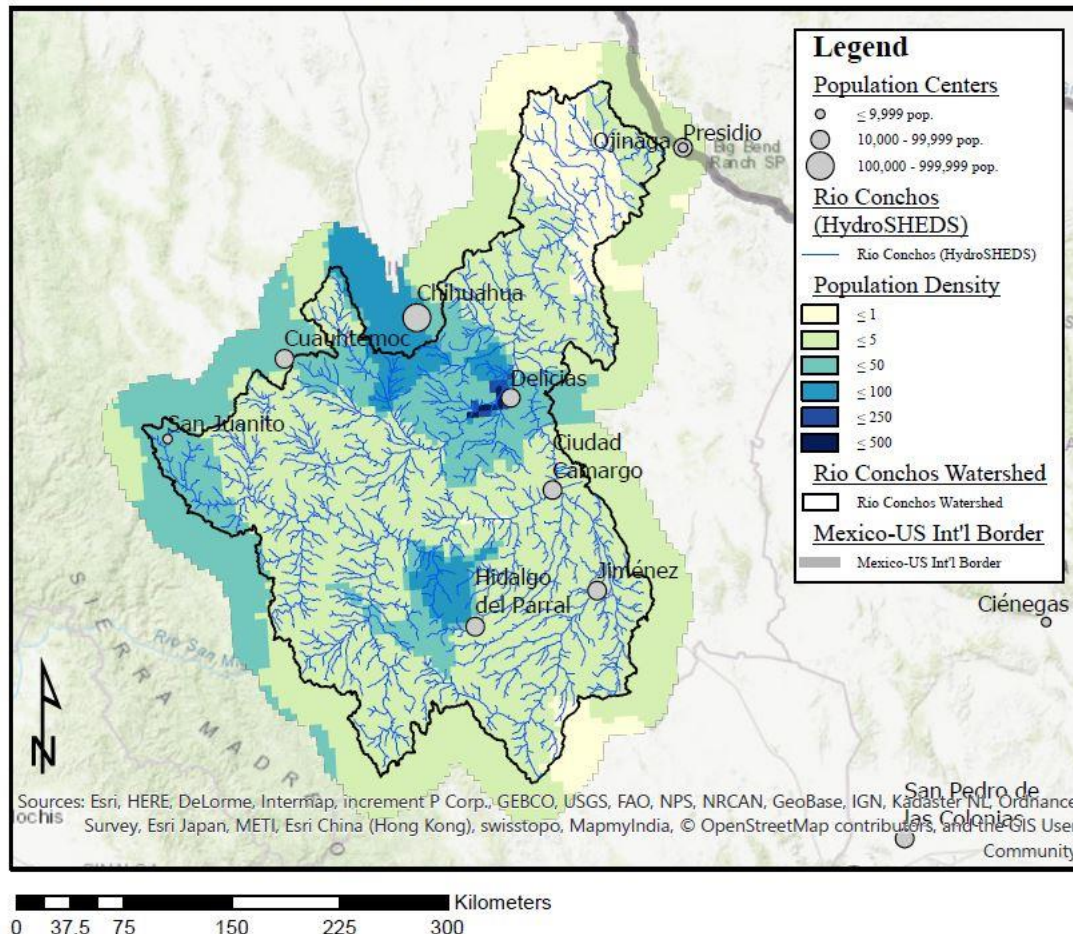 Legend
Population Centers
≤ 9,999 pop.
10,000 - 99,999 pop.
100,000 - 999,999 pop.
Rio Conchos
(HydroSHEDS)
Rio Conchos (HydroSHEDS)
Population Density
≤ 1
≤ 5
≤ 50
≤ 100
≤ 250
≤ 500
Rio Conchos Watershed
Rio Conchos Watershed
Mexico-US Int'l Border
Mexico-US Int'l Border
Ojinaga
Presidio
Big Bend
Ranch SP
Chihuahua
Cuauhtemoc
Delicias
San Juanito
Ciudad
Camargo
Hidalgo
del Parral
Jiménez
Ciénegas
Rio San
SIERRA MADRE
N
San Pedro de
las Colonias
Sources: Esri, HERE, DeLorme, Intermap, increment P Corp., GEBCO, USGS, FAO, NPS, NRCAN, GeoBase, IGN, Kadaster NL, Ordnance
Survey, Esri Japan, METI, Esri China (Hong Kong), swisstopo, MapmyIndia, © OpenStreetMap contributors, and the GIS User
Community
Kilometers
0 37.5 75 150 225 300